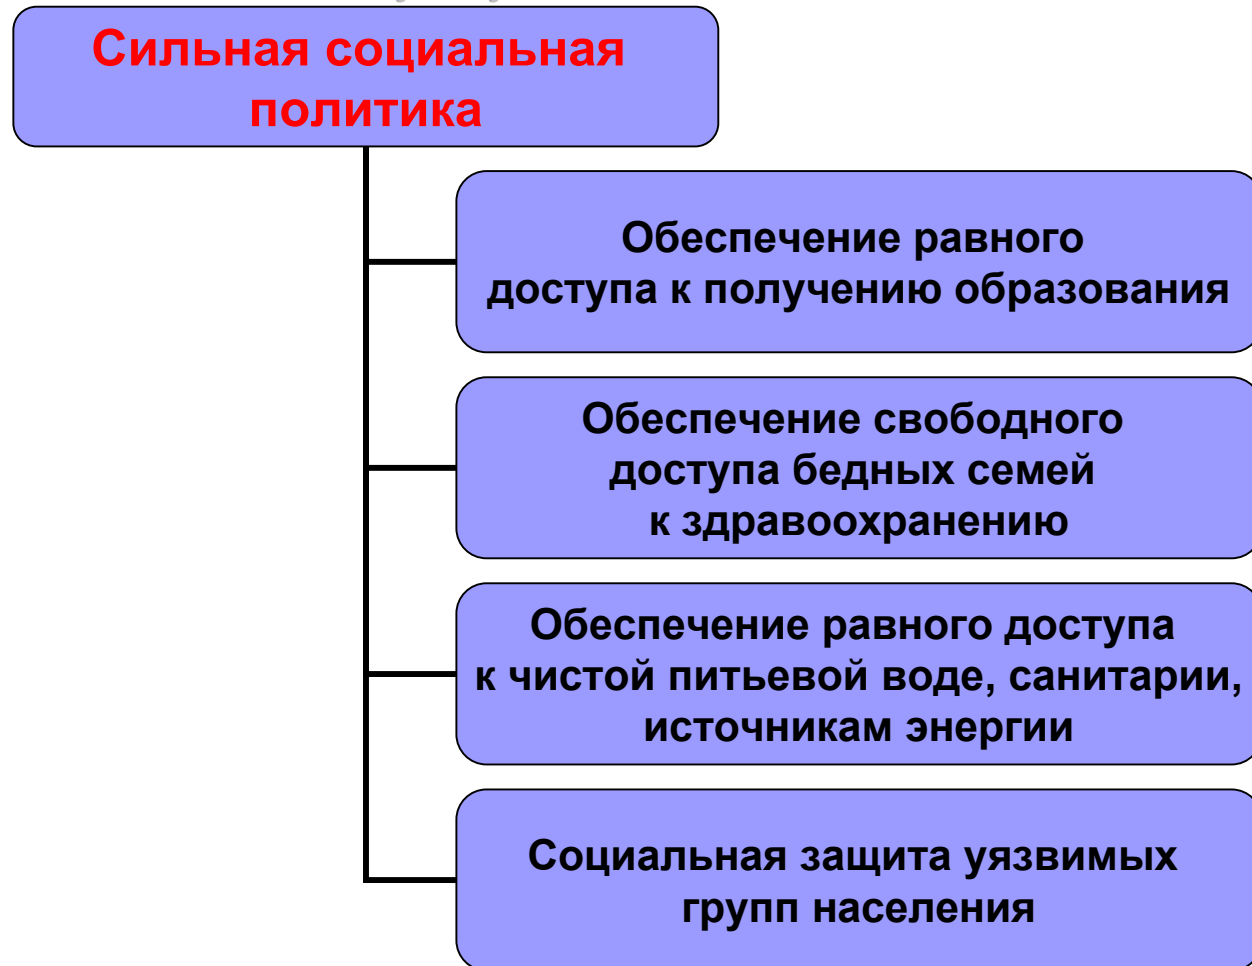 Сильная социальная
политика
Обеспечение равного
доступа к получению образования
Обеспечение свободного
доступа бедных семей
к здравоохранению
Обеспечение равного доступа
к чистой питьевой воде, санитарии,
источникам энергии
Социальная защита уязвимых
групп населения